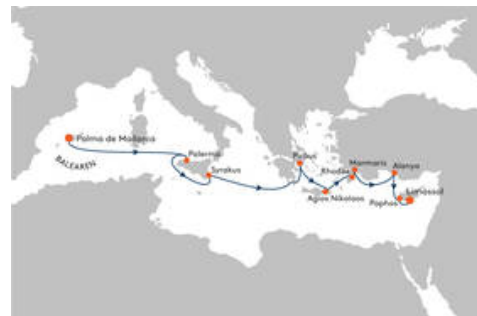 Palma de Mallorca
BALEAREN
Palermo
Syrakus
Piräus
Agios Nikolaos
Rhodos
Marmaris
Alanya
Paphos
Limassol